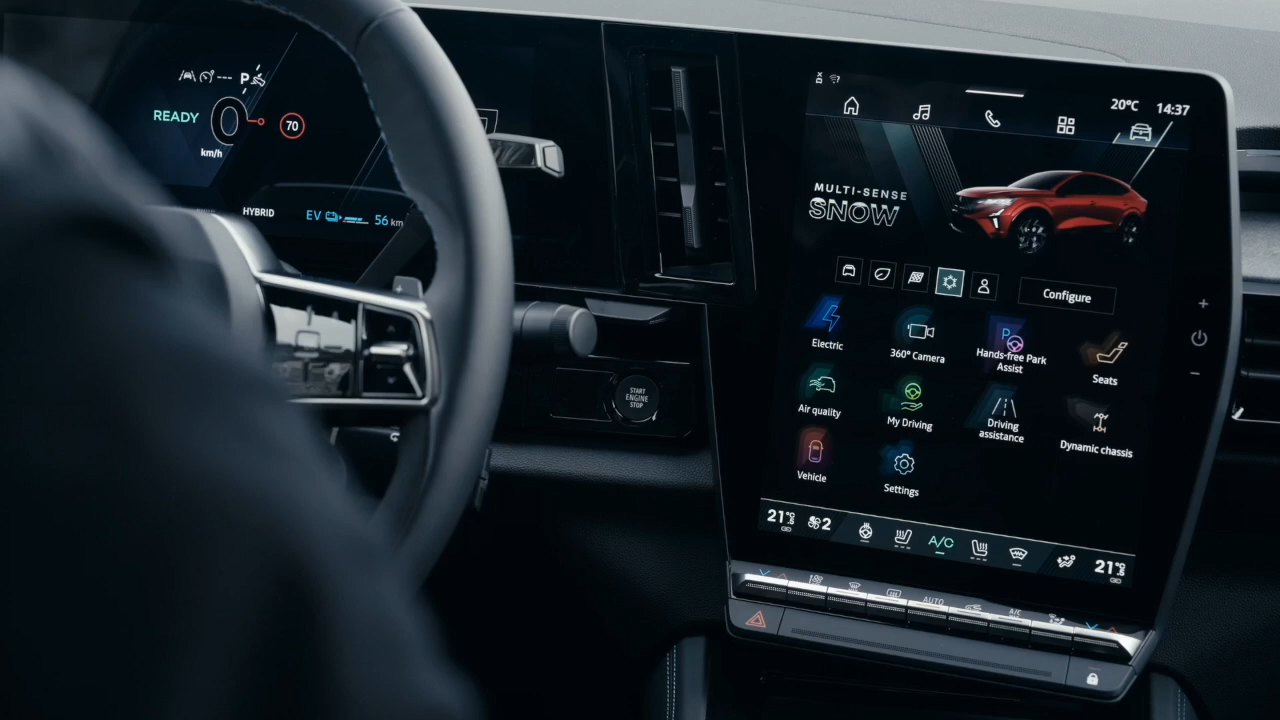 P
READY
0
70
km/h
HYBRID
EV
56 km
START
ENGINE
STOP
20°C 14:37
MULTI-SENSE
SNOW
Configure
Electric
360° Camera
Hands-free Park
Assist
Seats
Air quality
My Driving
Driving
assistance
Dynamic chassis
Vehicle
Settings
21°C
2
A/C
21°C
AUTO
A/C